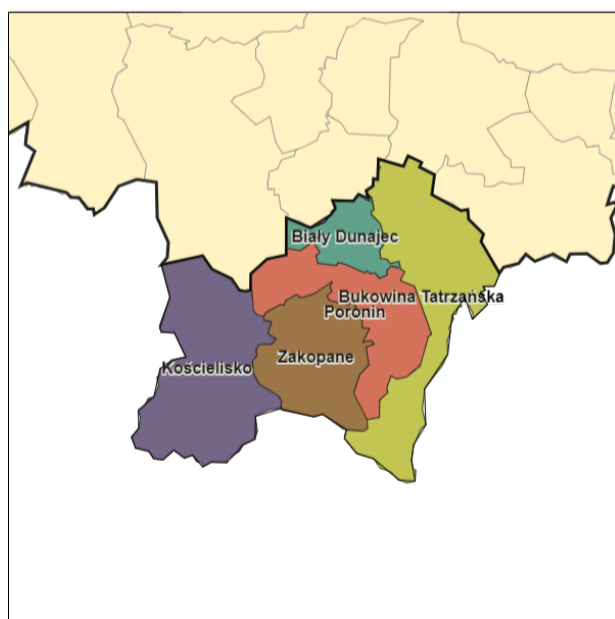 Biały Dunajec
Bukowina Tatrzańska
Poronin
Zakopane
Kościelisko